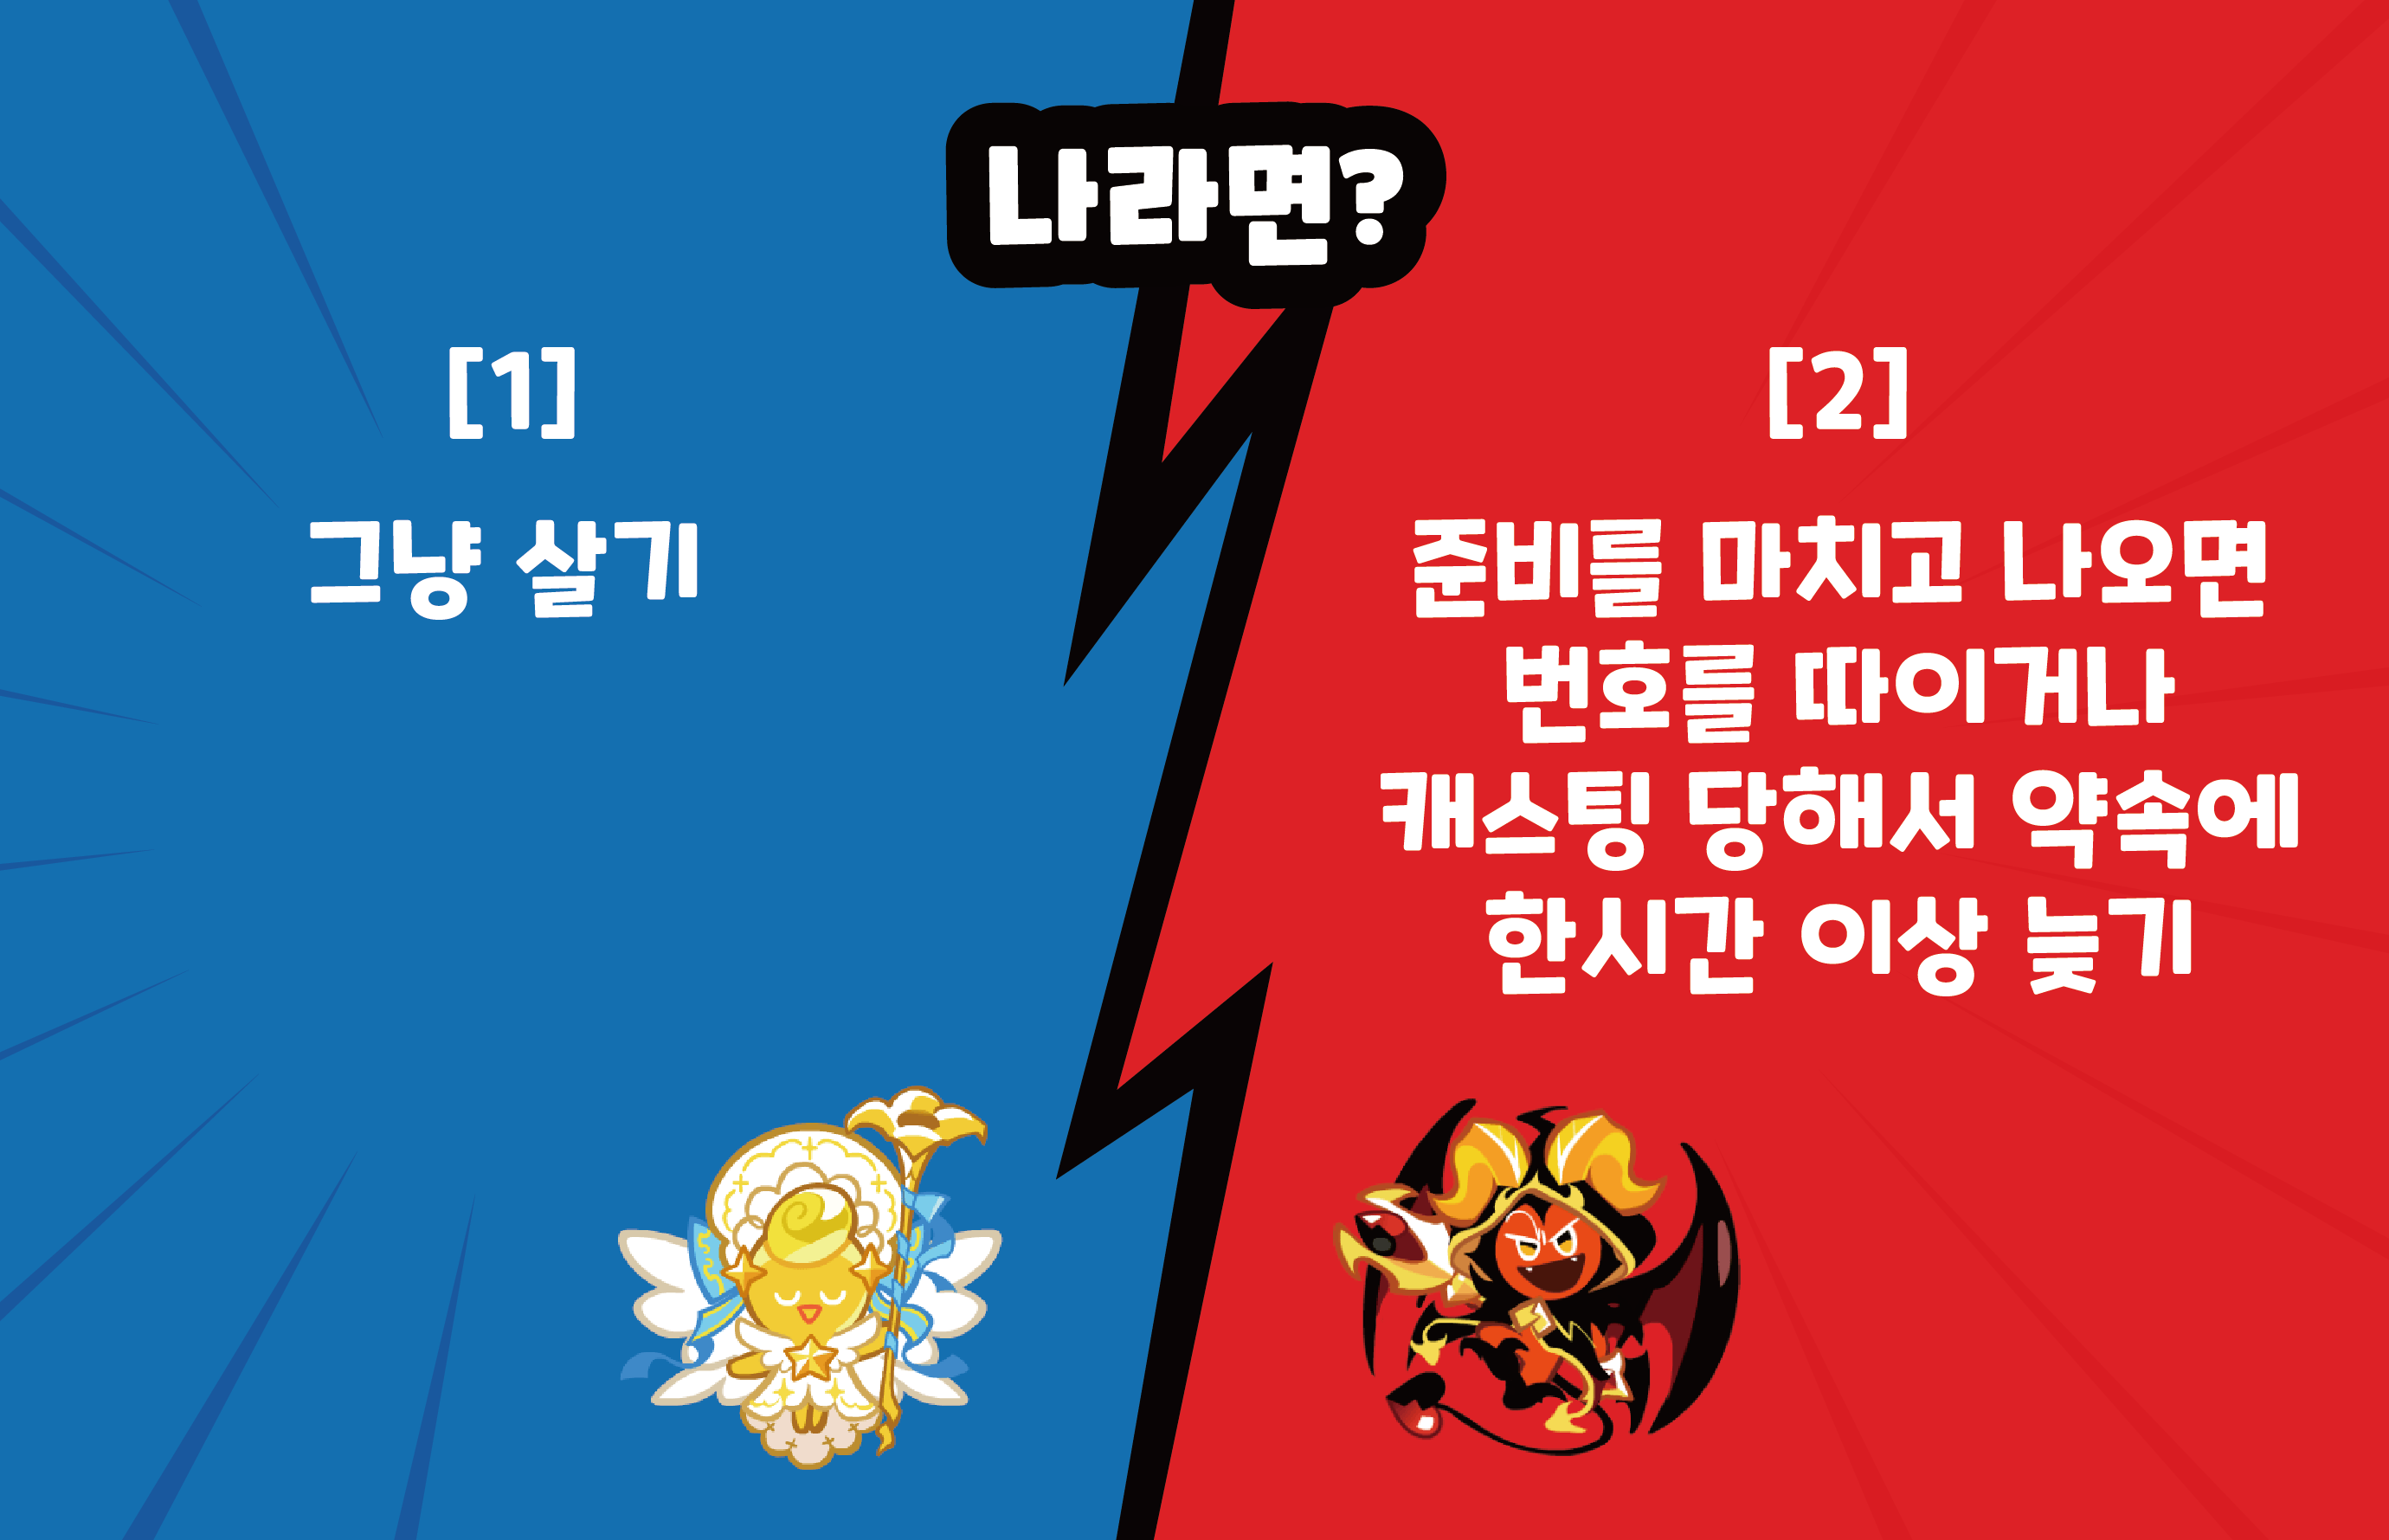 나라면?
[1]
그냥 살기
[2]
준비를 마치고 나오면
번호를 따이거나
캐스팅 당해서 약속에
한시간 이상 늦기